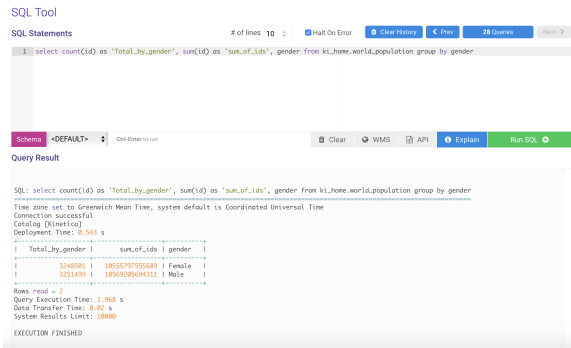 SQL Tool
SQL Statements
# of lines 10
Halt On Error
Clear History
Prev
28 Queries
Next
1 select count(id) as 'Total_by_gender', sum(id) as 'sum_of_ids', gender from ki_home.world_population group by gender
Schema <DEFAULT> Ctrl-Enter to run
Clear
WMS
API
Explain
Run SQL
Query Result
SQL: select count(id) as 'Total_by_gender', sum(id) as 'sum_of_ids', gender from ki_home.world_population group by gender
Time zone set to Greenwich Mean Time, system default is Coordinated Universal Time
Connection successful
Catalog [Kinetica]
Deployment Time: 0.543 s
| Total_by_gender | sum_of_ids | gender |
| 3248501 | 10555797555689 | Female |
| 3251499 | 10569205694311 | Male |
Rows read = 2
Query Execution Time: 1.968 s
Data Transfer Time: 0.02 s
System Results Limit: 10000
EXECUTION FINISHED